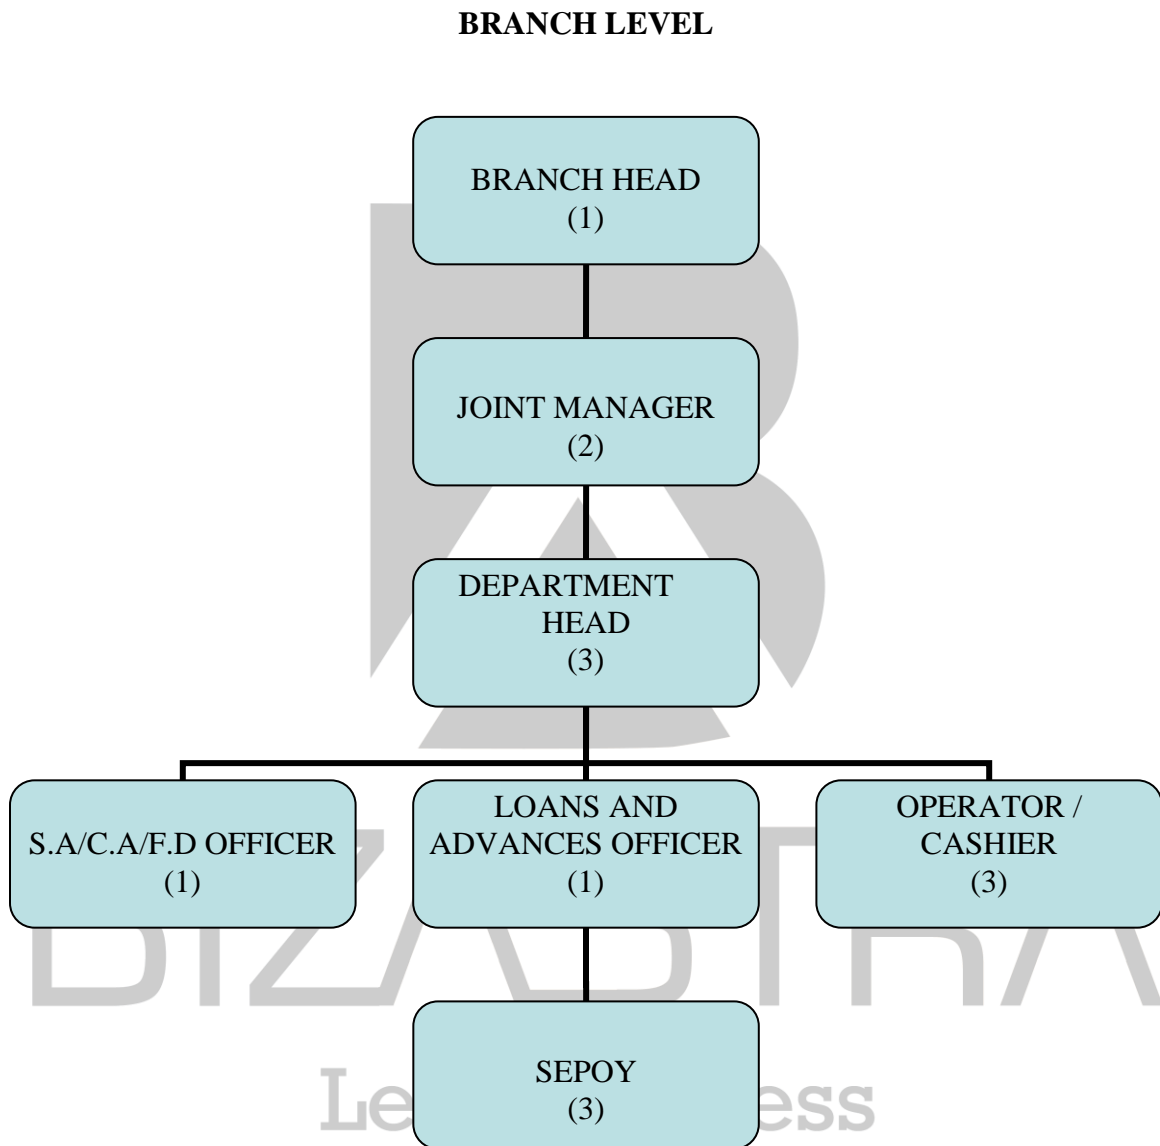 BRANCH LEVEL
BRANCH HEAD
(1)
JOINT MANAGER
(2)
DEPARTMENT
HEAD
(3)
S.A/C.A/F.D OFFICER
(1)
LOANS AND
ADVANCES OFFICER
(1)
OPERATOR /
CASHIER
(3)
SEPOY
(3)